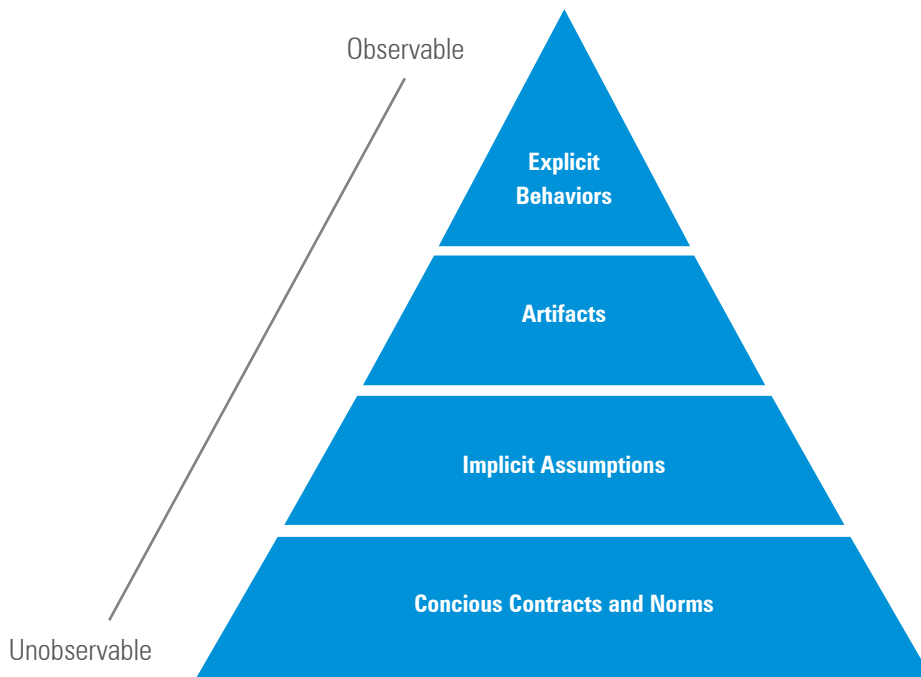 Observable
Explicit
Behaviors
Artifacts
Implicit Assumptions
Concious Contracts and Norms
Unobservable